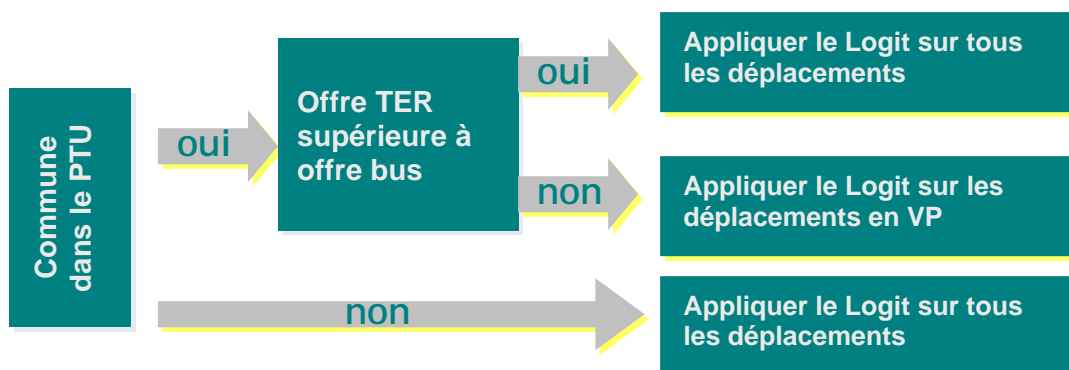 Commune
dans le PTU
oui
Offre TER
supérieure à
offre bus
oui
Appliquer le Logit sur tous
les déplacements
non
Appliquer le Logit sur les
déplacements en VP
non
Appliquer le Logit sur tous
les déplacements